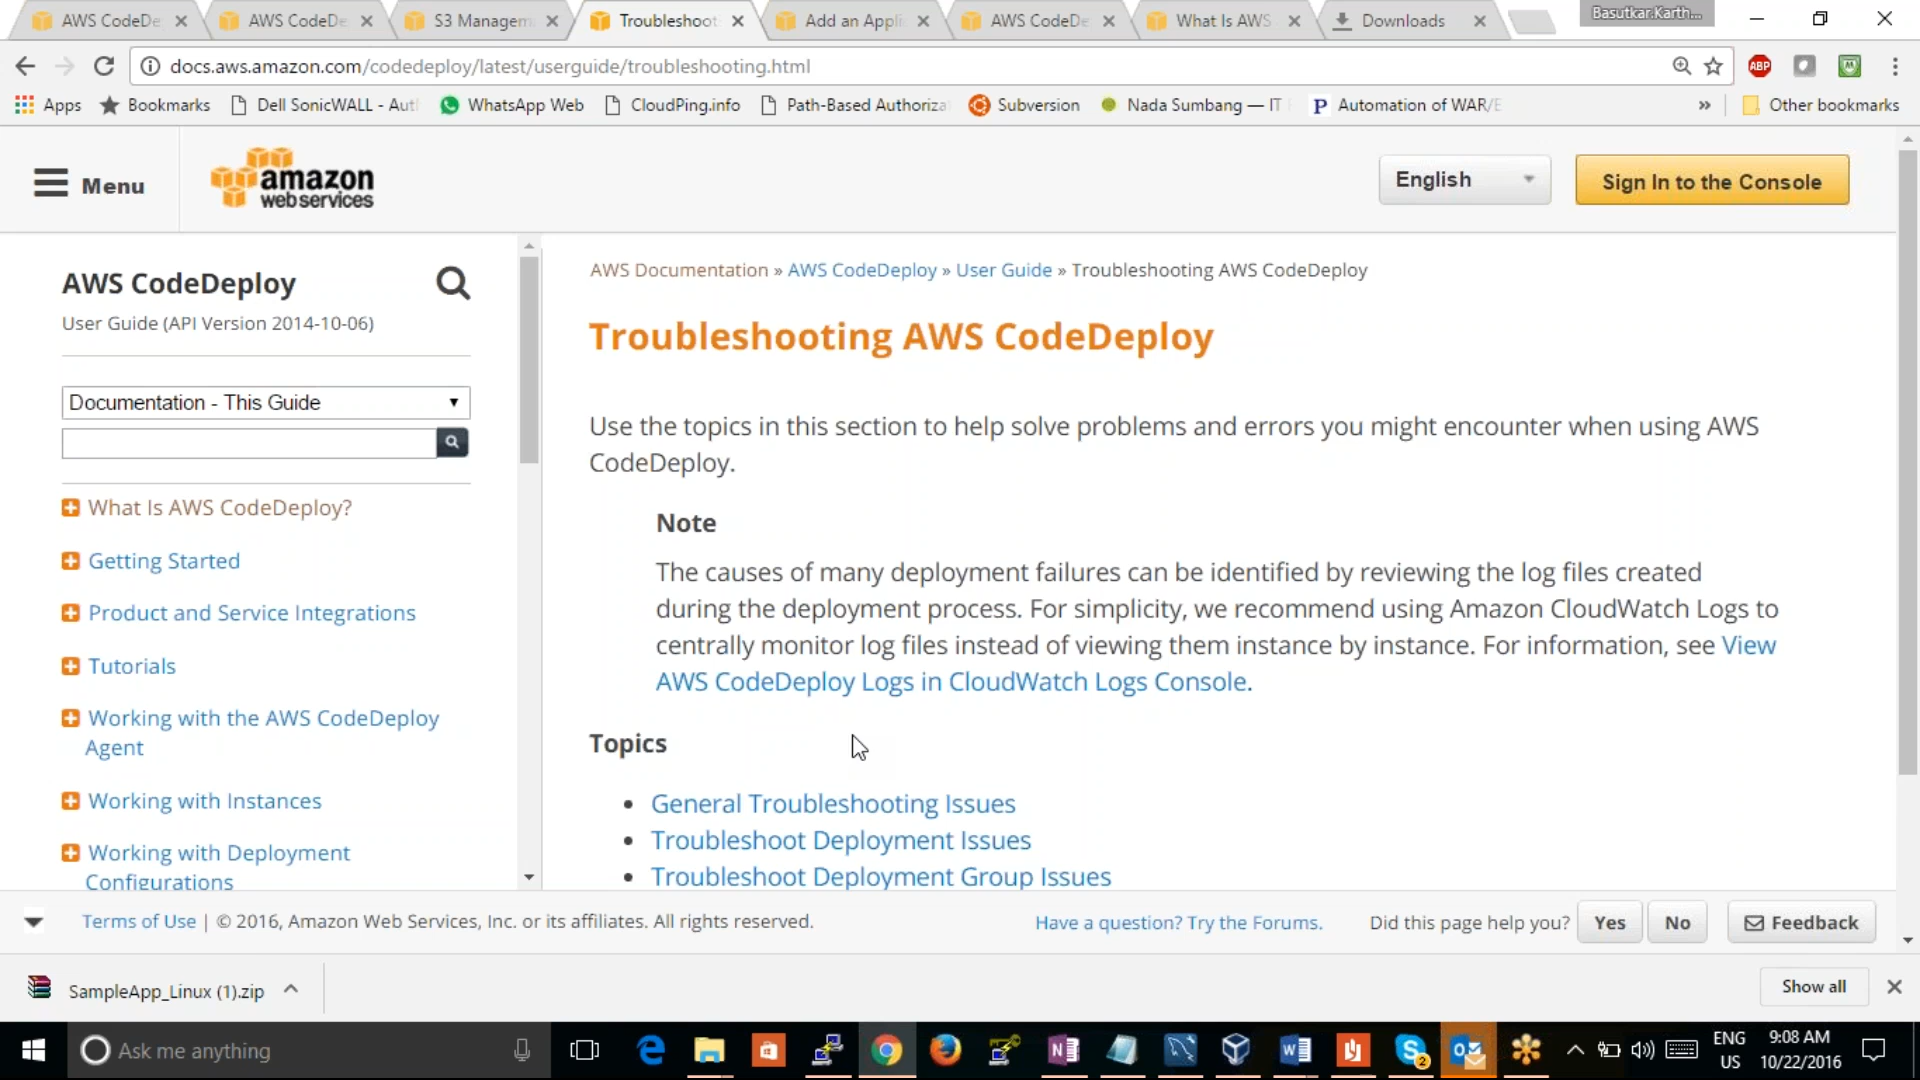 AWS CodeDe
AWS CodeDe
S3 Managem
Troubleshoot
Add an Appli
AWS CodeDe
What Is AWS
Downloads
Basutkar.Karth...
docs.aws.amazon.com/codedeploy/latest/userguide/troubleshooting.html
ABP
Apps
Bookmarks
Dell SonicWALL - Aut
WhatsApp Web
CloudPing.info
Path-Based Authoriza
Subversion
Nada Sumbang — IT
Automation of WAR/E
»
Other bookmarks
Menu
amazon
web services
English
Sign In to the Console
AWS CodeDeploy
User Guide (API Version 2014-10-06)
Documentation - This Guide
What Is AWS CodeDeploy?
Getting Started
Product and Service Integrations
Tutorials
Working with the AWS CodeDeploy
Agent
Working with Instances
Working with Deployment
Configurations
AWS Documentation » AWS CodeDeploy » User Guide » Troubleshooting AWS CodeDeploy
Troubleshooting AWS CodeDeploy
Use the topics in this section to help solve problems and errors you might encounter when using AWS
CodeDeploy.
Note
The causes of many deployment failures can be identified by reviewing the log files created
during the deployment process. For simplicity, we recommend using Amazon CloudWatch Logs to
centrally monitor log files instead of viewing them instance by instance. For information, see View
AWS CodeDeploy Logs in CloudWatch Logs Console.
Topics
• General Troubleshooting Issues
• Troubleshoot Deployment Issues
• Troubleshoot Deployment Group Issues
Terms of Use | © 2016, Amazon Web Services, Inc. or its affiliates. All rights reserved.
Have a question? Try the Forums.
Did this page help you?
Yes
No
Feedback
SampleApp_Linux (1).zip
Show all
Ask me anything
ENG
US
9:08 AM
10/22/2016